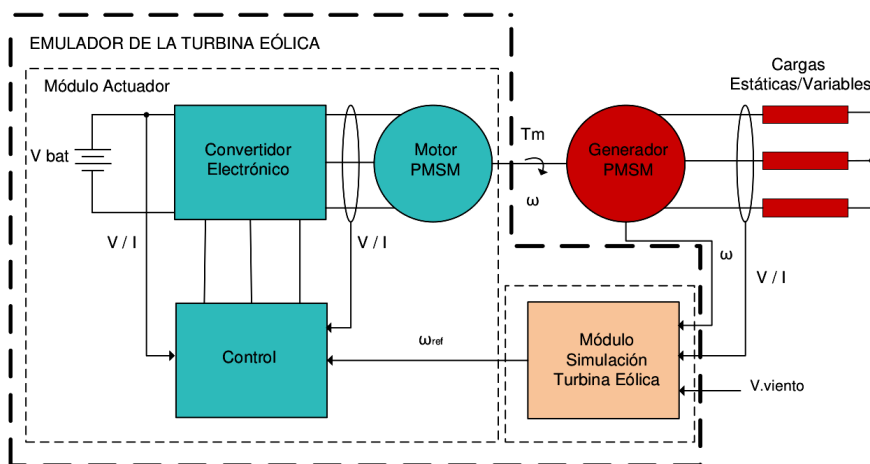 EMULADOR DE LA TURBINA EÓLICA
Módulo Actuador
Cargas
Estáticas/Variables
V bat
Convertidor
Electrónico
Motor
PMSM
Tm
ω
Generador
PMSM
V / I
V / I
ω
V / I
Control
ωref
Módulo
Simulación
Turbina Eólica
V.viento